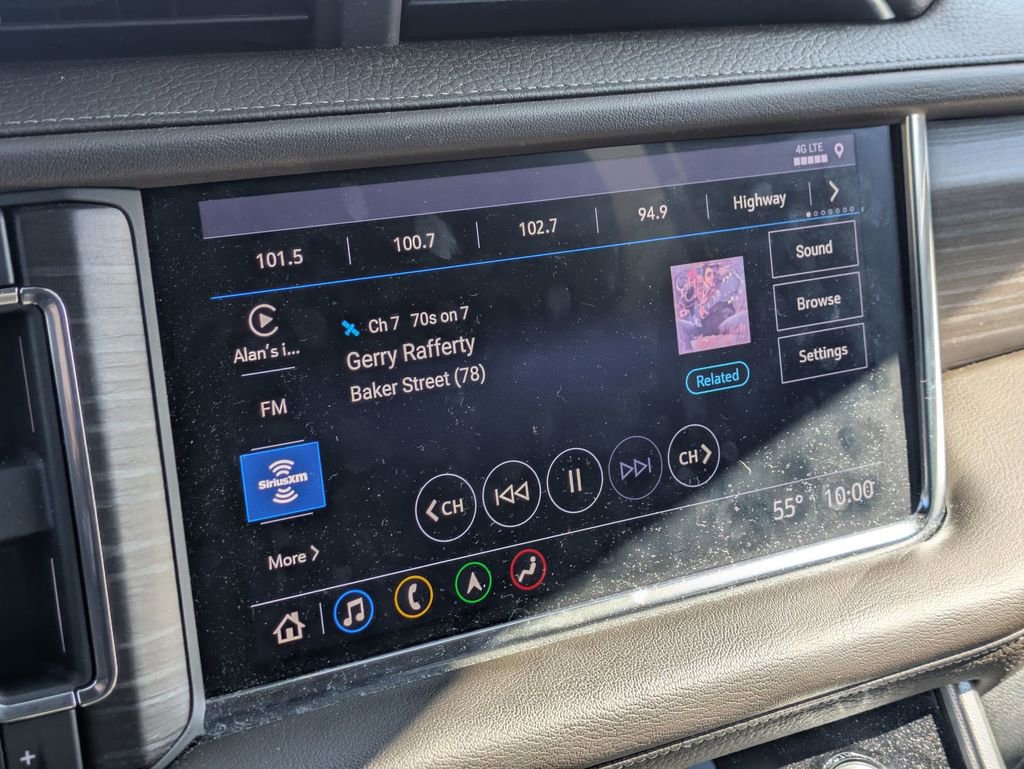 4G LTE
101.5 100.7 102.7 94.9 Highway
Alan's i...
FM
SiriusXM
More
Ch 7 70s on 7
Gerry Rafferty
Baker Street (78)
Related
Sound
Browse
Settings
CH
CH
55° 10:00
+